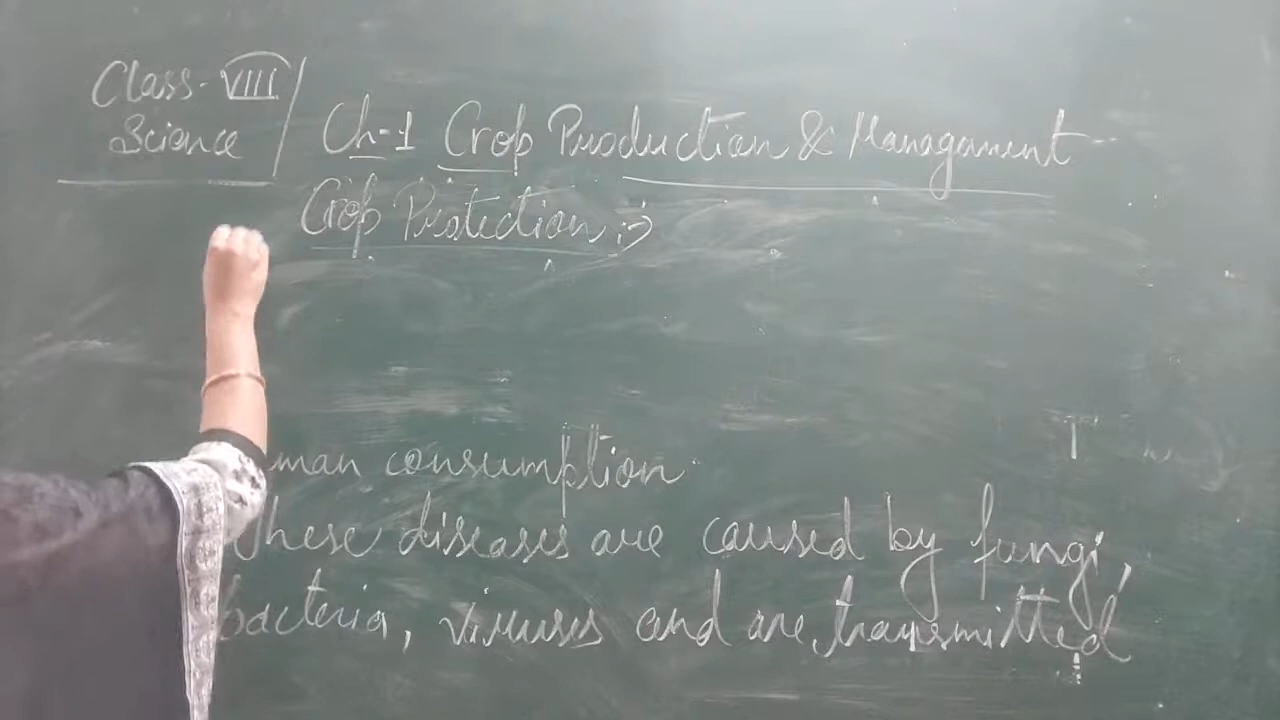 Class-VIII
Science
Ch-1 Crop Production & Managament
Crop Protection :->
man consumption.
These diseases are caused by fungi,
bacteria, viruses and are transmitted